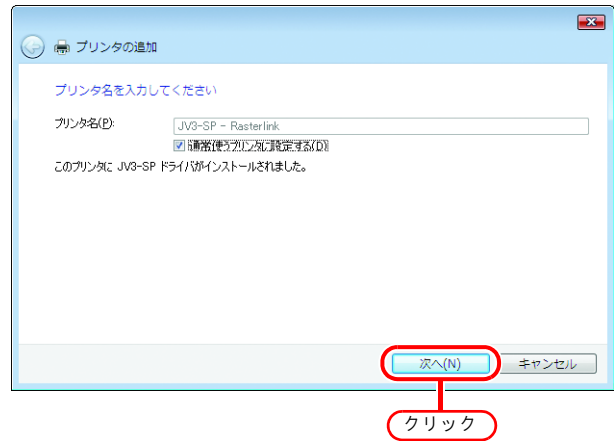 プリンタの追加
プリンタ名を入力してください
プリンタ名(P): JV3-SP - Rasterlink
通常使うプリンタに設定する(D)
このプリンタに JV3-SP ドライバがインストールされました。
次へ(N) キャンセル
クリック